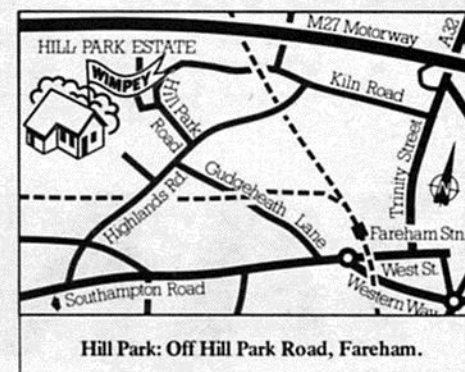 M27 Motorway
A32
HILL PARK ESTATE
WIMPEY
Hill Park
Road
Kiln Road
Trinity Street
Highlands Rd.
Gudgeheath Lane
Fareham Stn.
West St.
Southampton Road
Western Way
Hill Park: Off Hill Park Road, Fareham.